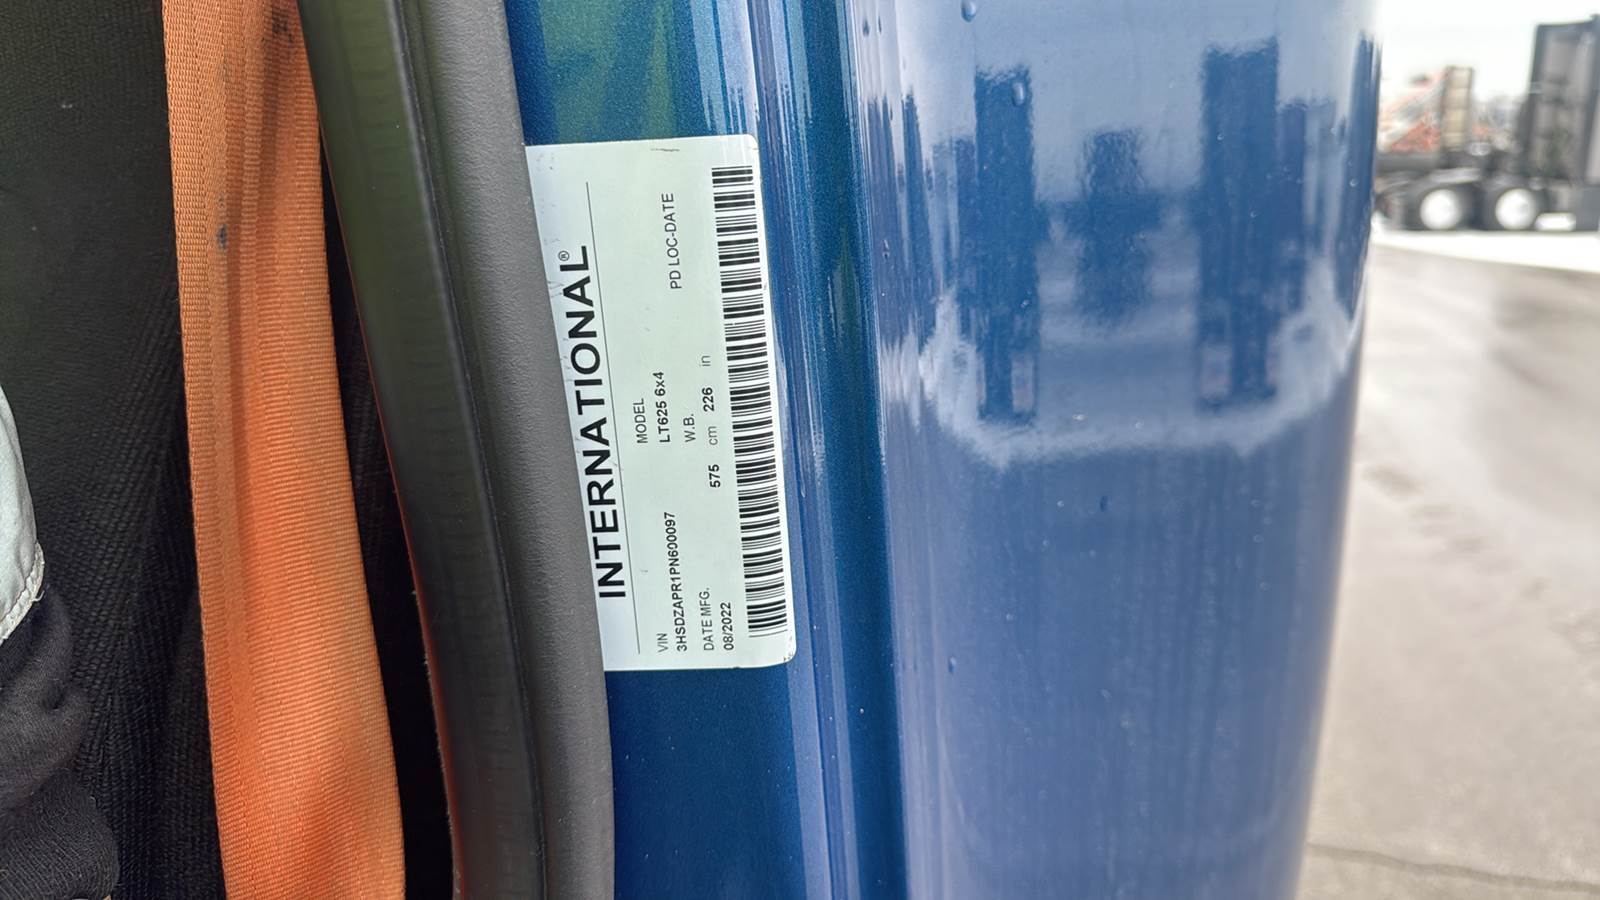 INTERNATIONAL®
VIN
3HSDZAPR1PN600097
MODEL
LT625 6x4
PD LOC-DATE
DATE MFG.
08/2022
W.B.
575 cm 226 in